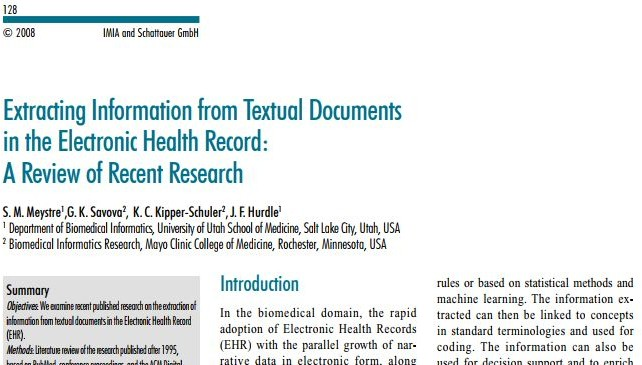 128
© 2008
IMIA and Schattauer GmbH
Extracting Information from Textual Documents
in the Electronic Health Record:
A Review of Recent Research
S. M. Meystre¹,G. K. Savova², K. C. Kipper-Schuler², J. F. Hurdle¹
¹ Department of Biomedical Informatics, University of Utah School of Medicine, Salt Lake City, Utah, USA
² Biomedical Informatics Research, Mayo Clinic College of Medicine, Rochester, Minnesota, USA
Summary
Objectives: We examine recent published research on the extraction of
information from textual documents in the Electronic Health Record
(EHR).
Methods: Literature review of the research published after 1995,
based on PubMed, conference proceedings, and the ACM Digital
Introduction
In the biomedical domain, the rapid
adoption of Electronic Health Records
(EHR) with the parallel growth of nar-
rative data in electronic form, along
rules or based on statistical methods and
machine learning. The information ex-
tracted can then be linked to concepts
in standard terminologies and used for
coding. The information can also be
used for decision support and to enrich